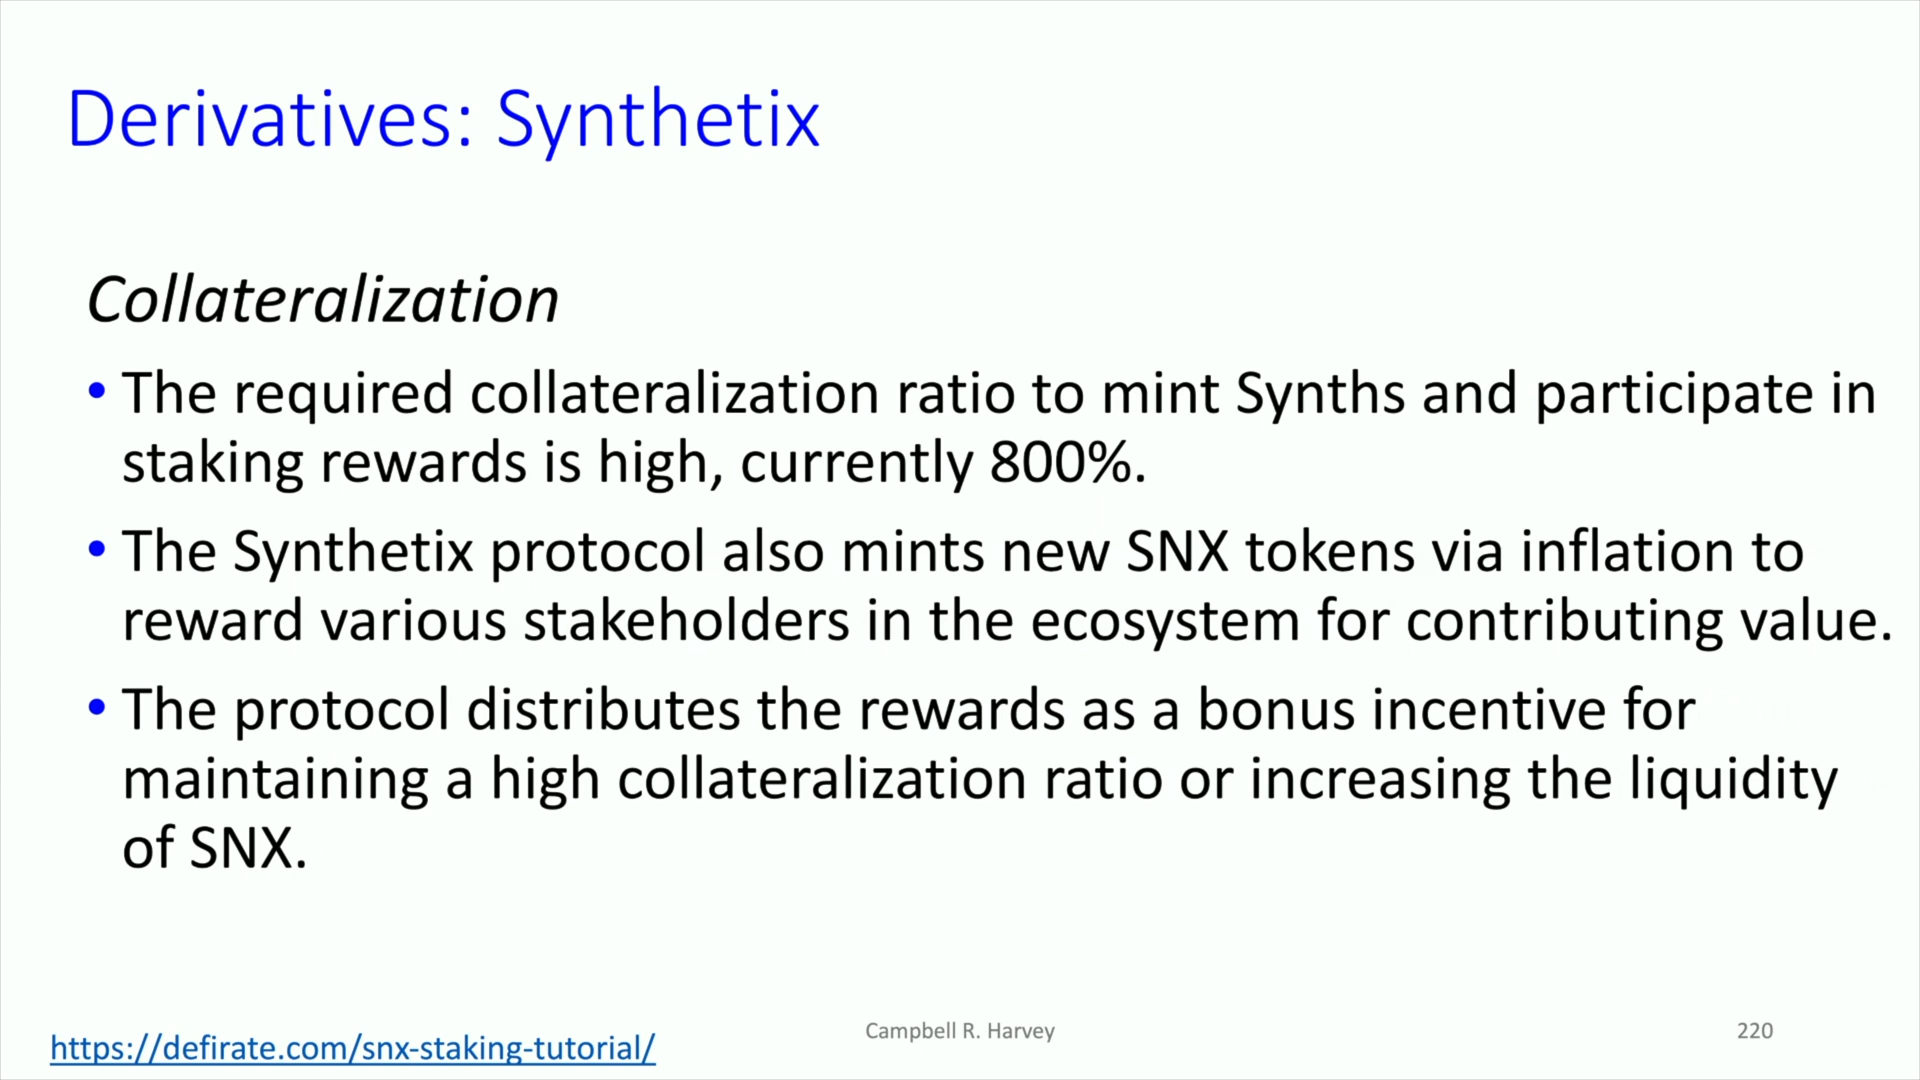 Derivatives: Synthetix
Collateralization
• The required collateralization ratio to mint Synths and participate in
staking rewards is high, currently 800%.
• The Synthetix protocol also mints new SNX tokens via inflation to
reward various stakeholders in the ecosystem for contributing value.
• The protocol distributes the rewards as a bonus incentive for
maintaining a high collateralization ratio or increasing the liquidity
of SNX.
https://defirate.com/snx-staking-tutorial/
Campbell R. Harvey
220